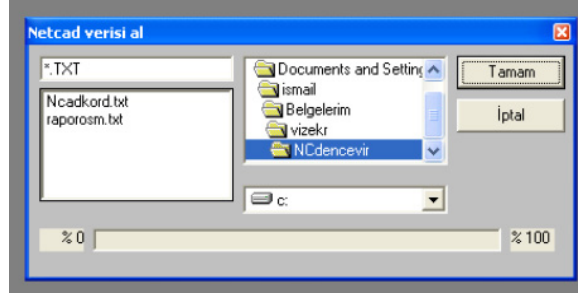 Netcad verisi al
*.TXT
Ncadkord.txt
raporosm.txt
Documents and Setting
ismail
Belgelerim
vizekr
NCdencevir
c:
Tamam
İptal
% 0
% 100